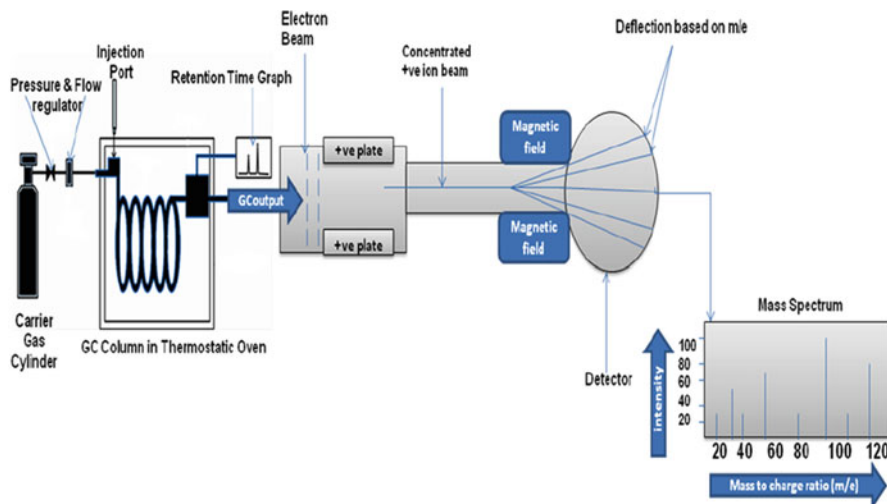 Electron
Beam
Injection
Port
Pressure & Flow
regulator
Retention Time Graph
Concentrated
+ve ion beam
Deflection based on m/e
Magnetic
field
+ve plate
GC output
+ve plate
Magnetic
field
Carrier
Gas
Cylinder
GC Column in Thermostatic Oven
Detector
Mass Spectrum
intensity
100
80
60
40
20
20 40 60 80 100 120
Mass to charge ratio (m/e)